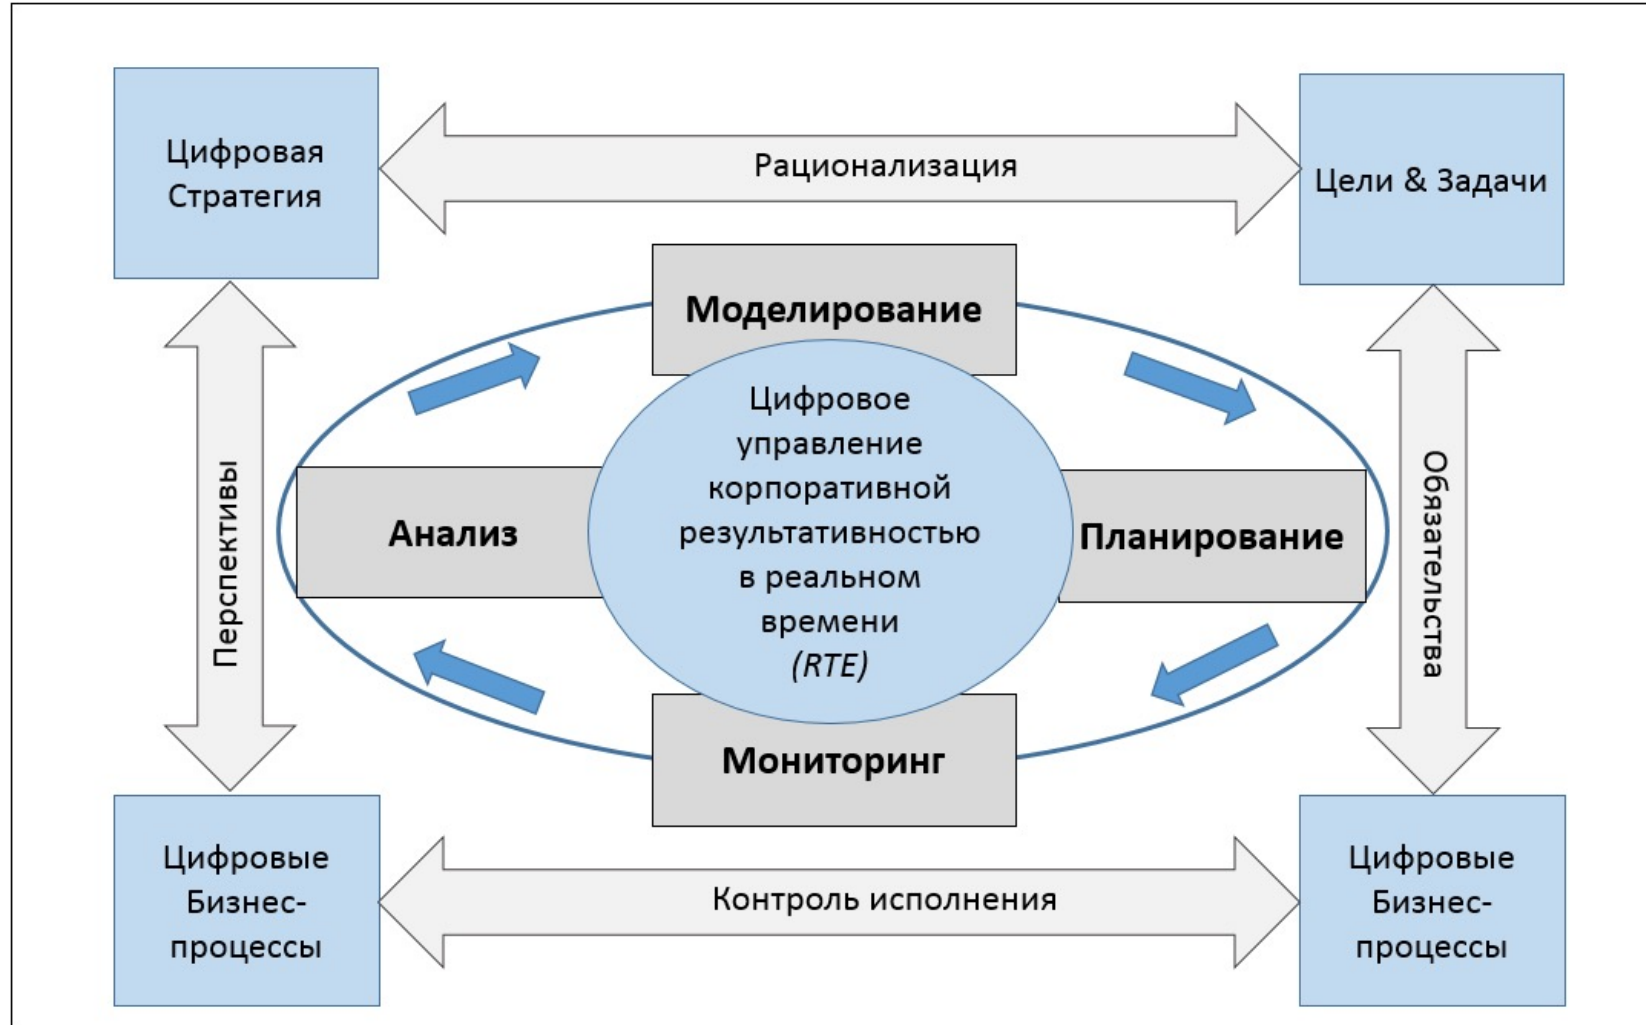 Цифровая
Стратегия
Рационализация
Цели & Задачи
Моделирование
Цифровое
управление
корпоративной
результативностью
в реальном
времени
(RTE)
Анализ
Планирование
Мониторинг
Перспективы
Обязательства
Цифровые
Бизнес-
процессы
Контроль исполнения
Цифровые
Бизнес-
процессы